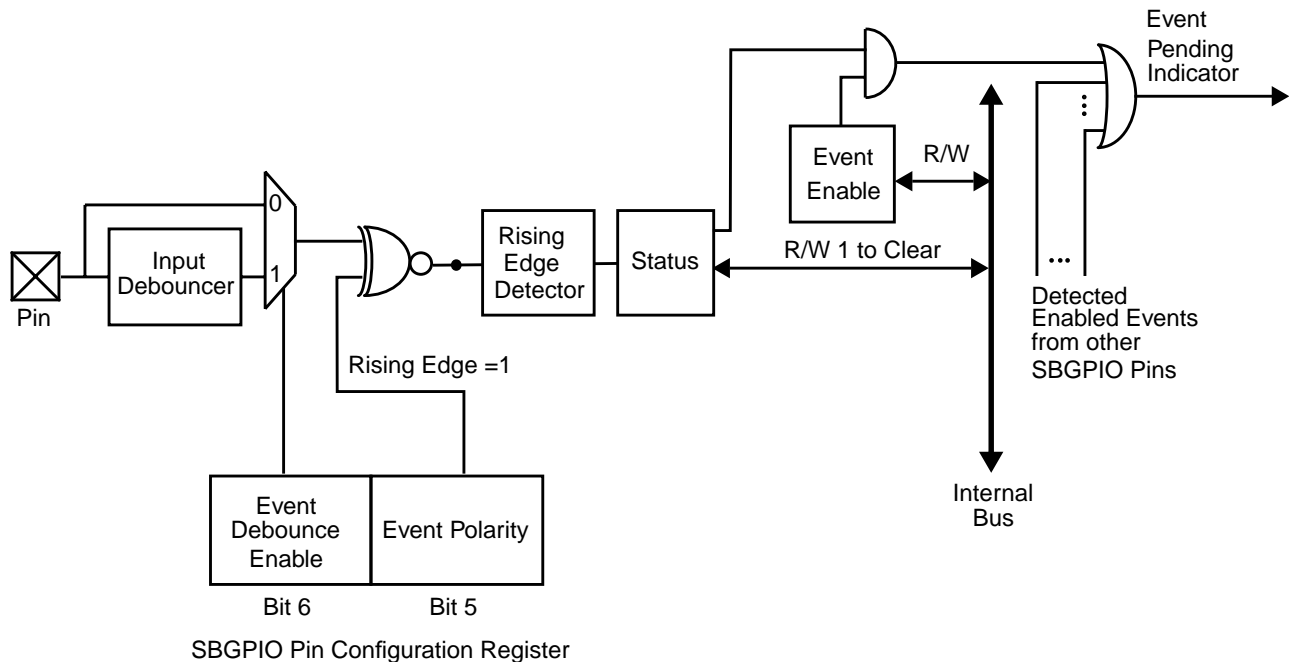 Event
Pending
Indicator
Event
Enable
R/W
0
1
Input
Debouncer
Pin
Rising
Edge
Detector
Status
R/W 1 to Clear
...
...
Detected
Enabled Events
from other
SBGPIO Pins
Rising Edge =1
Internal
Bus
Event
Debounce
Enable
Event Polarity
Bit 6
Bit 5
SBGPIO Pin Configuration Register